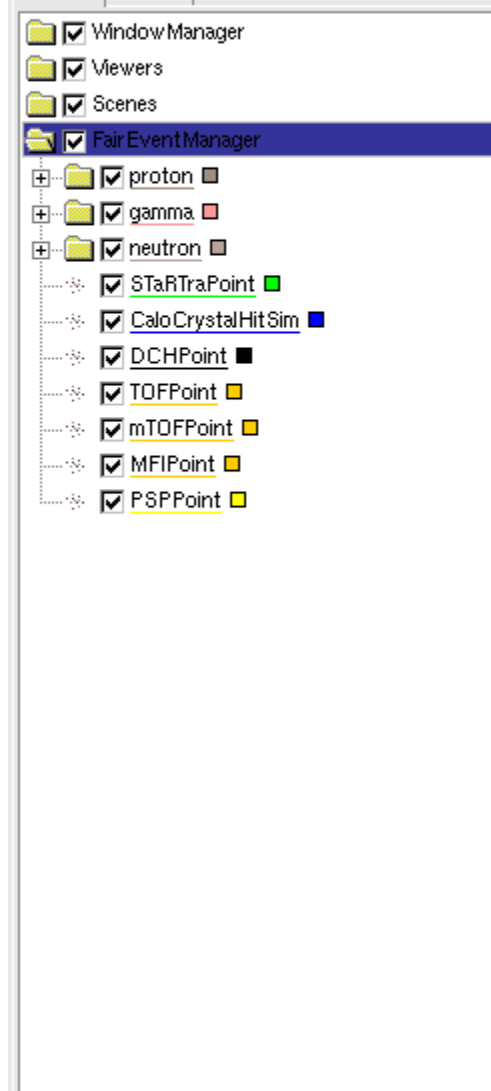 WindowManager
Viewers
Scenes
FairEventManager
proton
gamma
neutron
STaRTraPoint
CaloCrystalHitSim
DCHPoint
TOFPoint
mTOFPoint
MFIPoint
PSPPoint